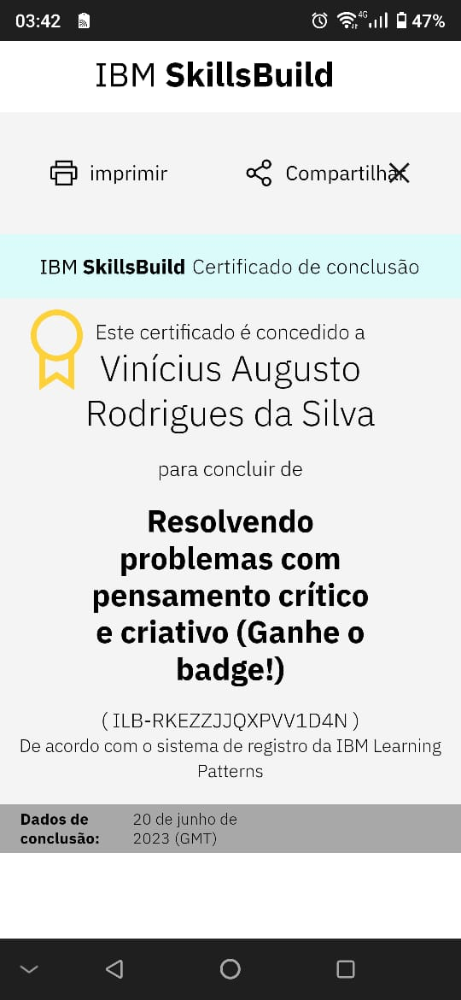 03:42 4G 47%
IBM SkillsBuild
imprimir Compartilhar
IBM SkillsBuild Certificado de conclusão
Este certificado é concedido a
Vinícius Augusto
Rodrigues da Silva
para concluir de
Resolvendo
problemas com
pensamento crítico
e criativo (Ganhe o
badge!)
( ILB-RKEZZJJQXPVV1D4N )
De acordo com o sistema de registro da IBM Learning
Patterns
Dados de 20 de junho de
conclusão: 2023 (GMT)